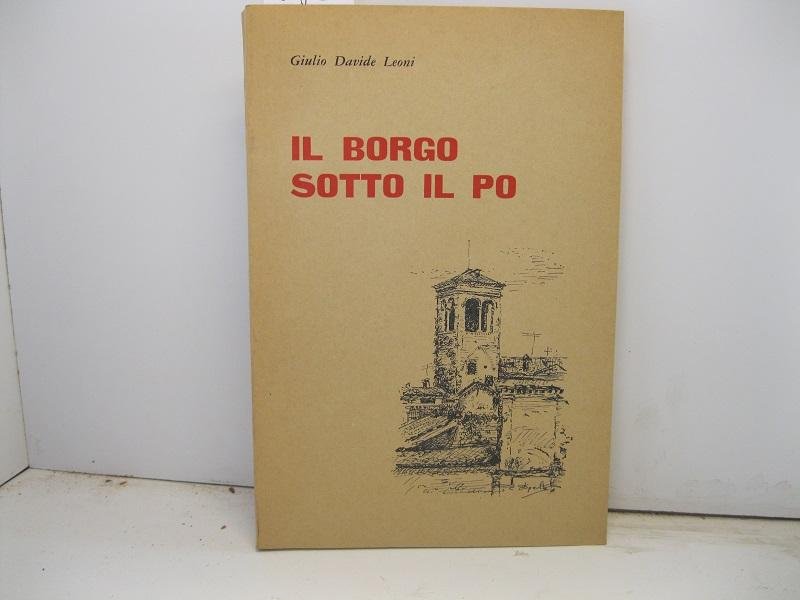 Giulio Davide Leoni
IL BORGO
SOTTO IL PO